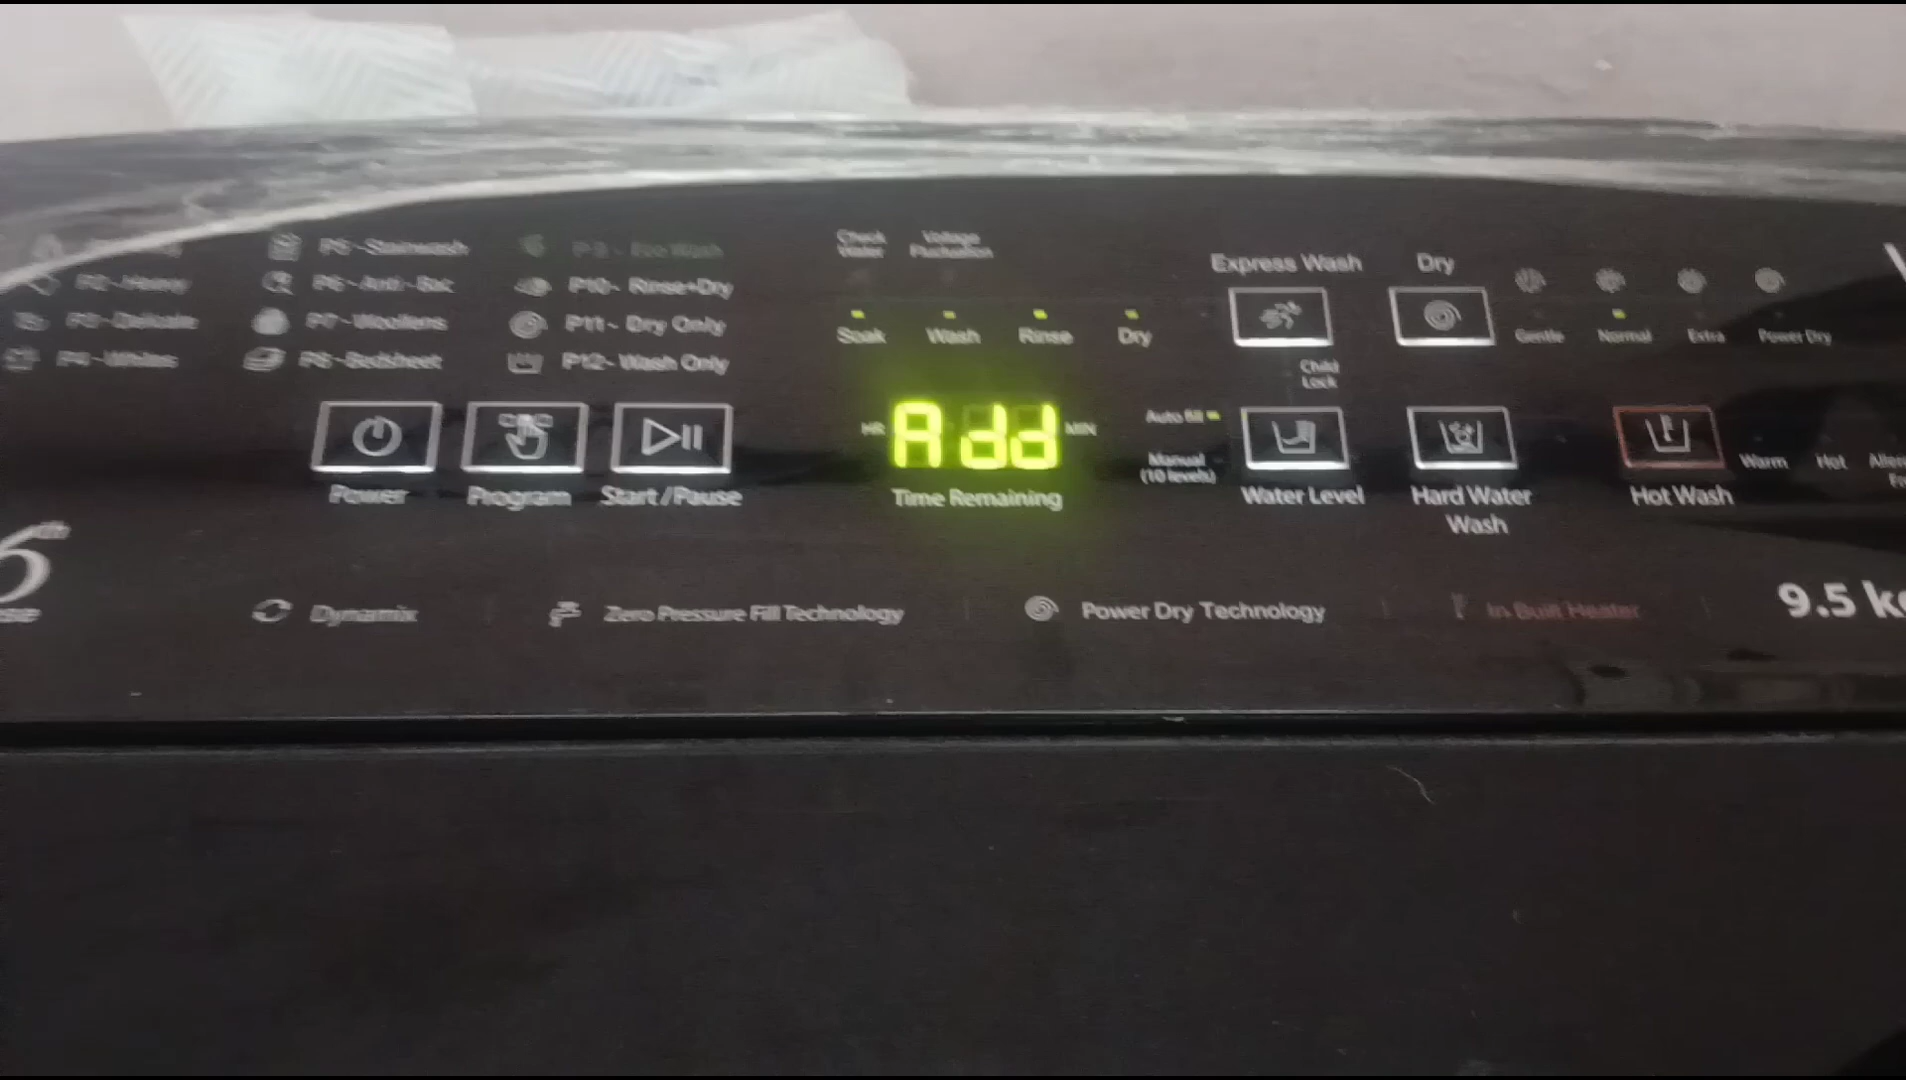 P5 - Stainwash
P9 - Eco Wash
P2 - Heavy
P6 - Anti - Bac
P10 - Rinse+Dry
P3 - Delicate
P7 - Woollens
P11 - Dry Only
P4 - Whites
P8 - Bedsheet
P12 - Wash Only
Check
Water
Voltage
Fluctuation
Soak
Wash
Rinse
Dry
Express Wash
Dry
Gentle
Normal
Extra
Power Dry
Child
Lock
Power
Program
Start/Pause
HR
Add
MIN
Time Remaining
Auto fill
Manual
(10 levels)
Water Level
Hard Water
Wash
Hot Wash
Warm
Hot
6th
Dynamix
Zero Pressure Fill Technology
Power Dry Technology
In Built Heater
9.5